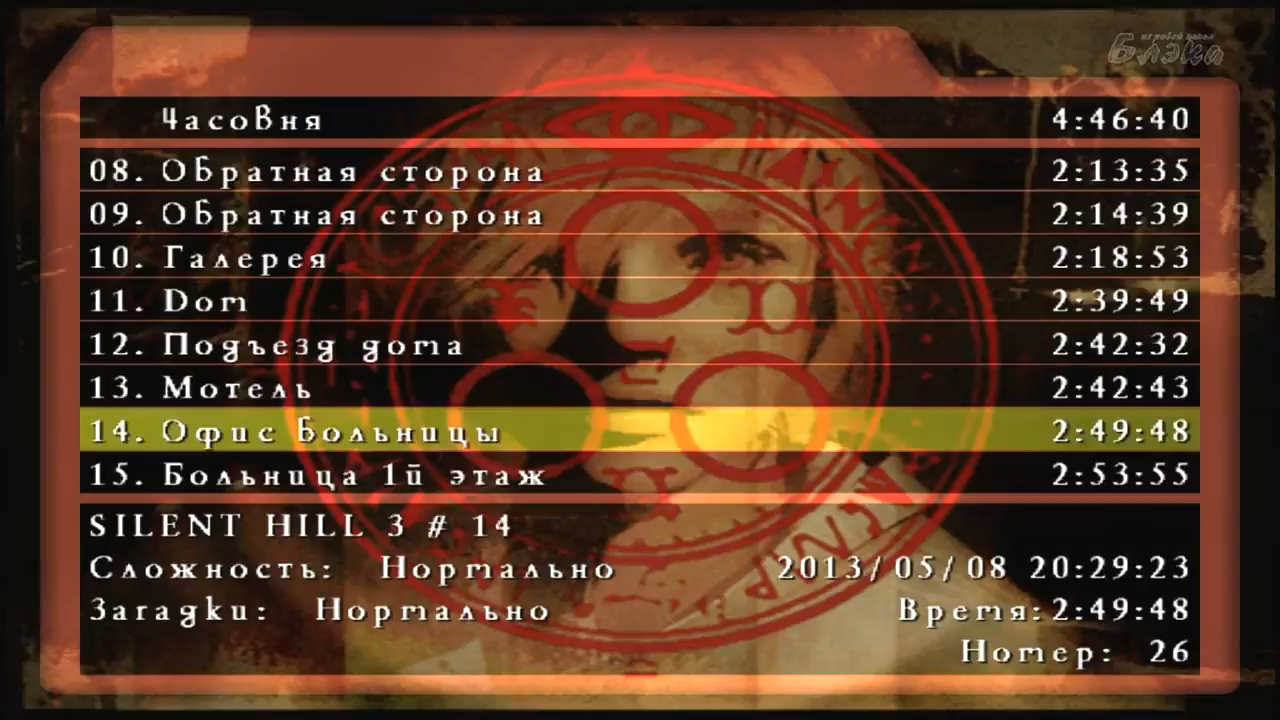 игровой канал
Блэка
Часовня 4:46:40
08. Обратная сторона 2:13:35
09. Обратная сторона 2:14:39
10. Галерея 2:18:53
11. Дом 2:39:49
12. Подъезд дома 2:42:32
13. Мотель 2:42:43
14. Офис Больницы 2:49:48
15. Больница 1й этаж 2:53:55
SILENT HILL 3 # 14
Сложность: Нормально 2013/05/08 20:29:23
Загадки: Нормально Время:2:49:48
Номер: 26